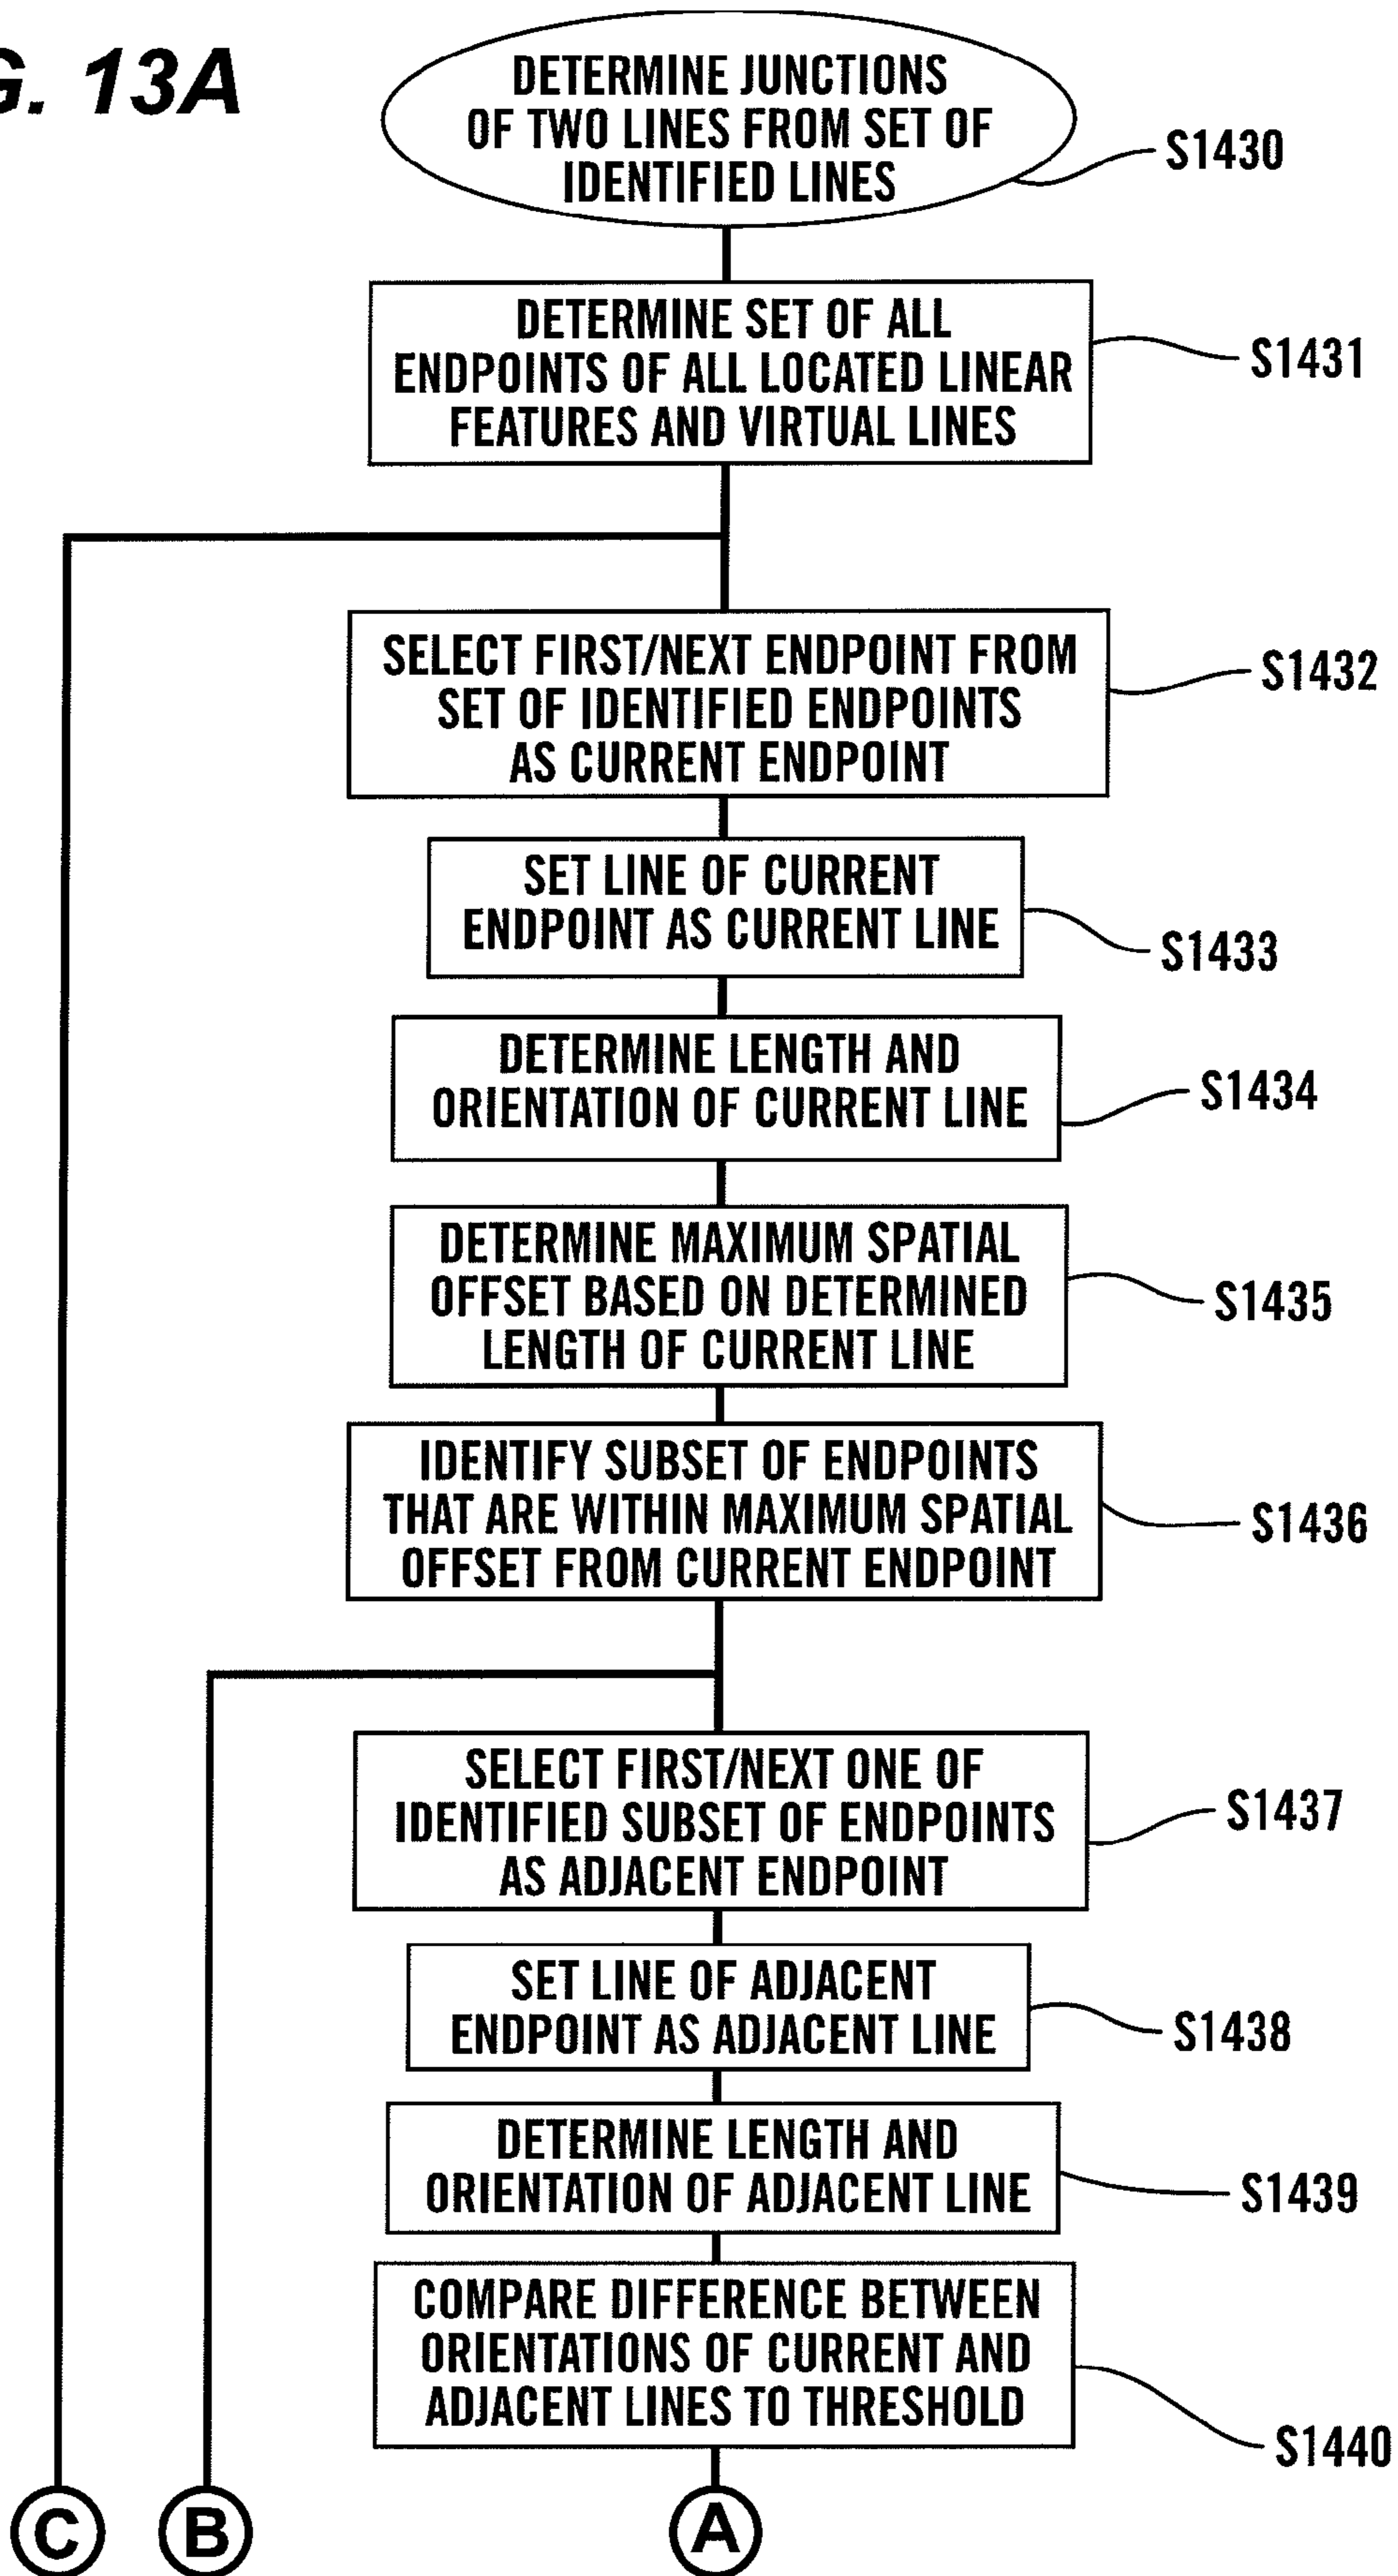 G. 13A
DETERMINE JUNCTIONS
OF TWO LINES FROM SET OF
IDENTIFIED LINES
S1430
DETERMINE SET OF ALL
ENDPOINTS OF ALL LOCATED LINEAR
FEATURES AND VIRTUAL LINES
S1431
SELECT FIRST/NEXT ENDPOINT FROM
SET OF IDENTIFIED ENDPOINTS
AS CURRENT ENDPOINT
S1432
SET LINE OF CURRENT
ENDPOINT AS CURRENT LINE
S1433
DETERMINE LENGTH AND
ORIENTATION OF CURRENT LINE
S1434
DETERMINE MAXIMUM SPATIAL
OFFSET BASED ON DETERMINED
LENGTH OF CURRENT LINE
S1435
IDENTIFY SUBSET OF ENDPOINTS
THAT ARE WITHIN MAXIMUM SPATIAL
OFFSET FROM CURRENT ENDPOINT
S1436
SELECT FIRST/NEXT ONE OF
IDENTIFIED SUBSET OF ENDPOINTS
AS ADJACENT ENDPOINT
S1437
SET LINE OF ADJACENT
ENDPOINT AS ADJACENT LINE
S1438
DETERMINE LENGTH AND
ORIENTATION OF ADJACENT LINE
S1439
COMPARE DIFFERENCE BETWEEN
ORIENTATIONS OF CURRENT AND
ADJACENT LINES TO THRESHOLD
S1440
C B A